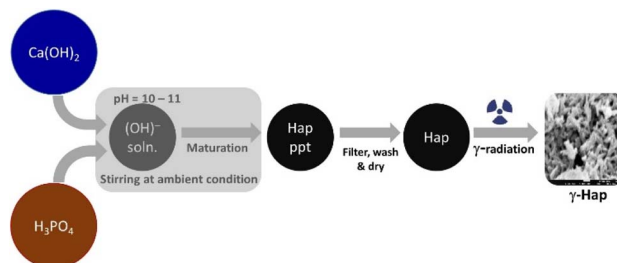 Ca(OH)₂
pH = 10 – 11
(OH)⁻
soln.
Maturation
Stirring at ambient condition
H₃PO₄
Hap
ppt
Filter, wash
& dry
Hap
γ-radiation
γ-Hap